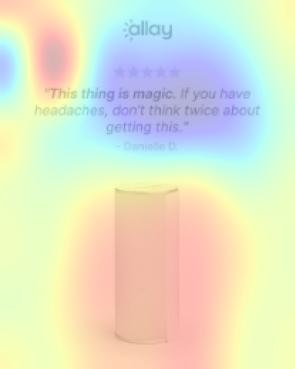 allay
"This thing is magic. If you have
headaches, don't think twice about
getting this."
- Danielle D.